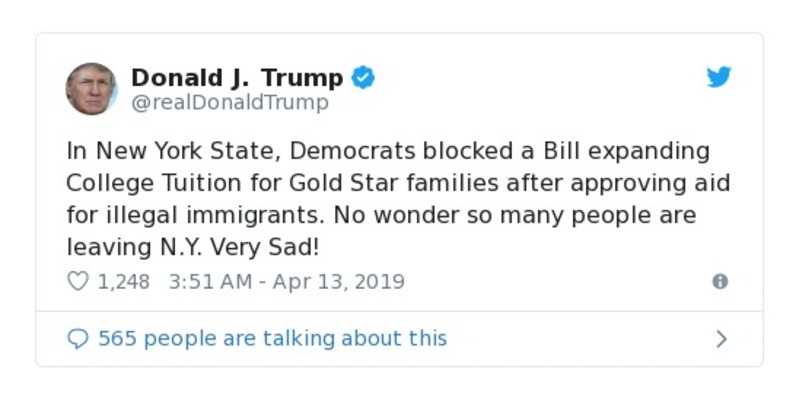 Donald J. Trump
@realDonaldTrump
In New York State, Democrats blocked a Bill expanding
College Tuition for Gold Star families after approving aid
for illegal immigrants. No wonder so many people are
leaving N.Y. Very Sad!
1,248 3:51 AM - Apr 13, 2019
565 people are talking about this